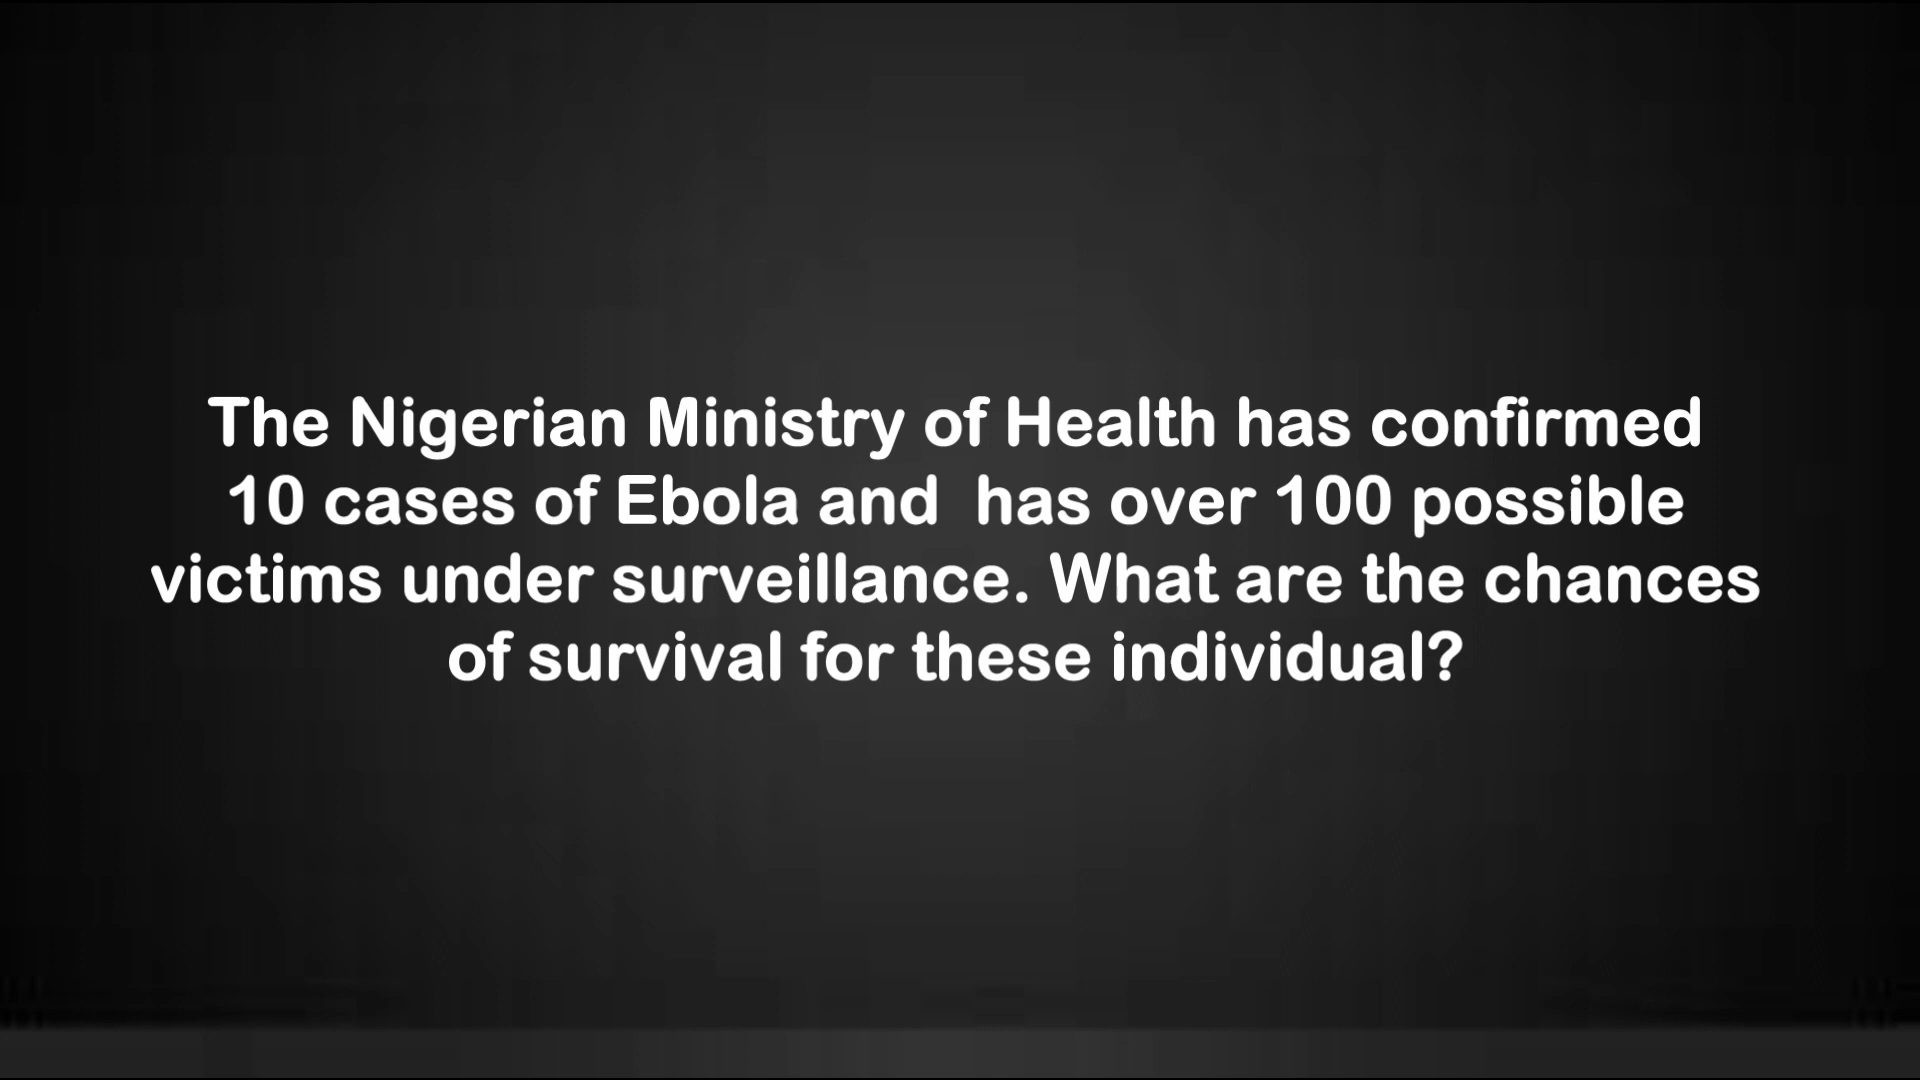 The Nigerian Ministry of Health has confirmed
10 cases of Ebola and  has over 100 possible
victims under surveillance. What are the chances
of survival for these individual?